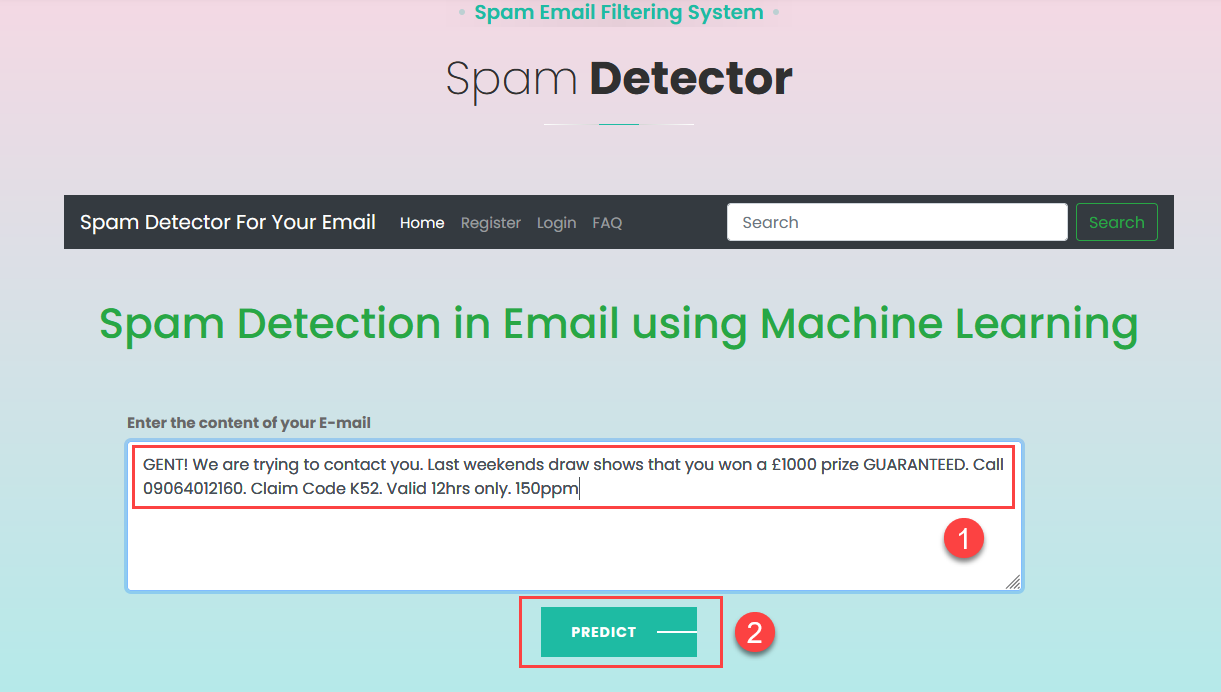 Spam Email Filtering System
Spam Detector
Spam Detector For Your Email Home Register Login FAQ Search Search
Spam Detection in Email using Machine Learning
Enter the content of your E-mail
GENT! We are trying to contact you. Last weekends draw shows that you won a £1000 prize GUARANTEED. Call
09064012160. Claim Code K52. Valid 12hrs only. 150ppm
1
PREDICT
2